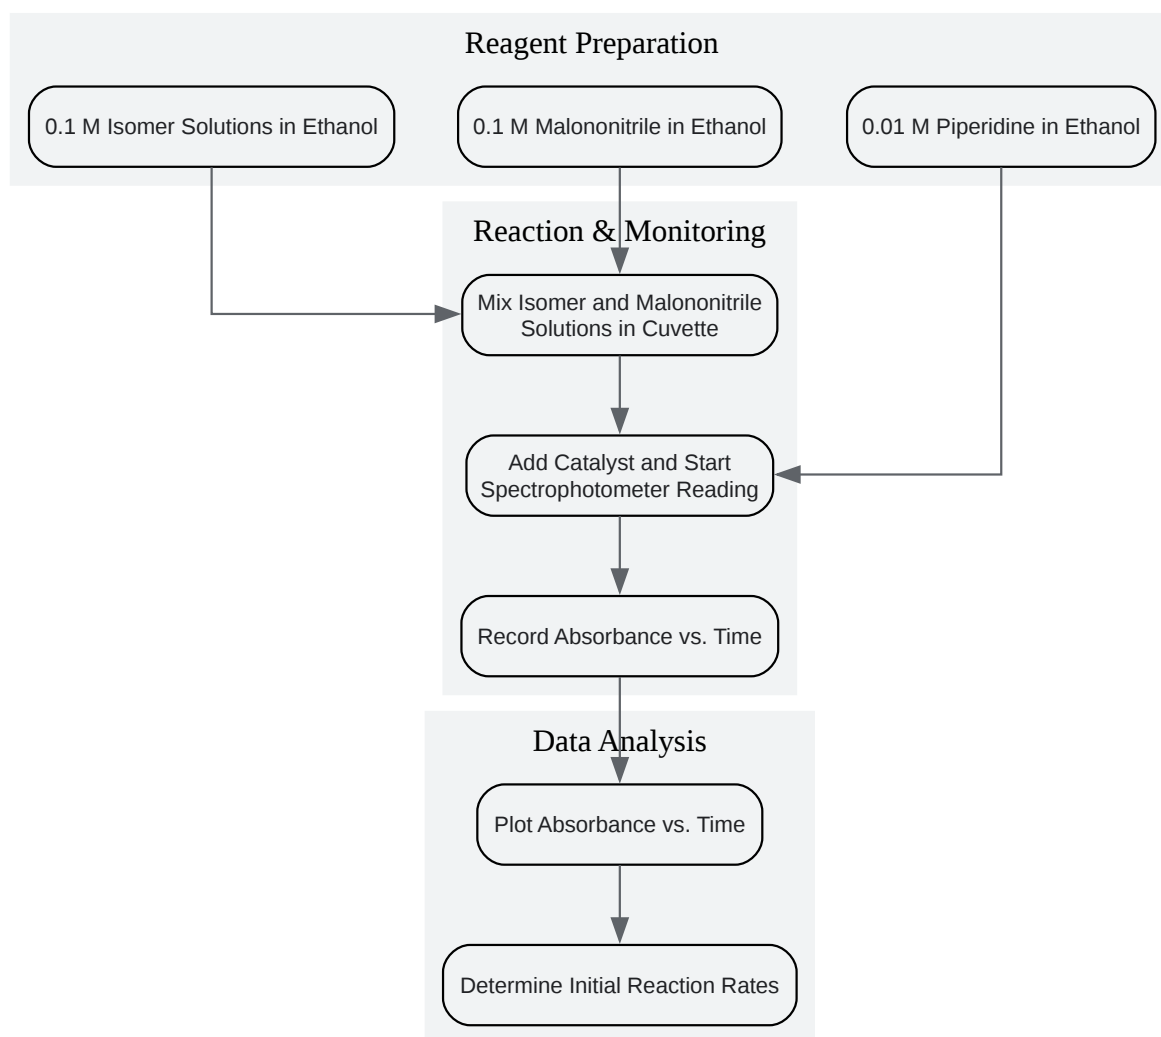 Reagent Preparation
0.1 M Isomer Solutions in Ethanol
0.1 M Malononitrile in Ethanol
0.01 M Piperidine in Ethanol
Reaction & Monitoring
Mix Isomer and Malononitrile
Solutions in Cuvette
Add Catalyst and Start
Spectrophotometer Reading
Record Absorbance vs. Time
Data Analysis
Plot Absorbance vs. Time
Determine Initial Reaction Rates